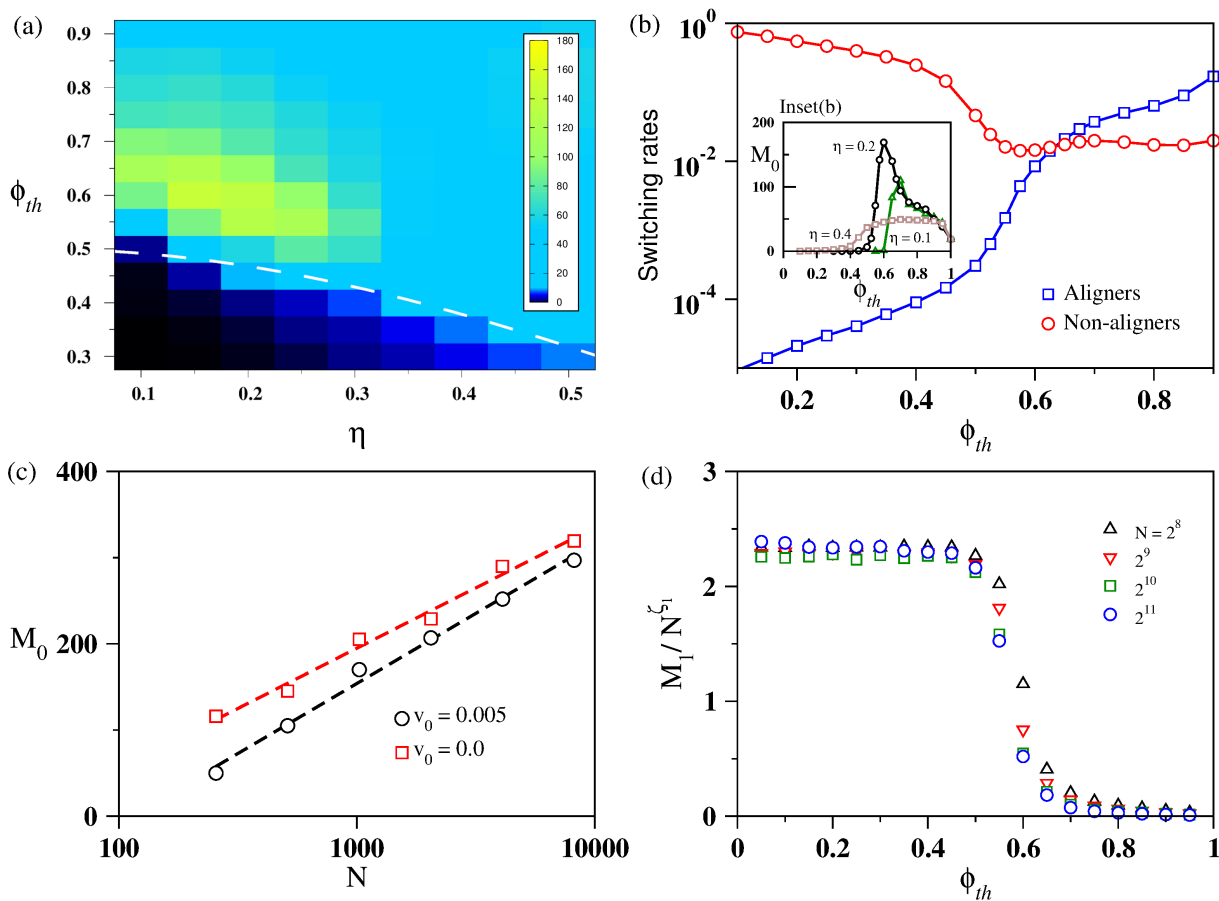 (a)
0.9
0.8
0.7
0.6
0.5
0.4
0.3
ϕth
180
160
140
120
100
80
60
40
20
0
0.1
0.2
0.3
0.4
0.5
η
(b)
10^0
10^-2
10^-4
Switching rates
Inset(b)
200
M0
100
0
η = 0.2
η = 0.4
η = 0.1
0
0.2
0.4
0.6
0.8
1
ϕth
Aligners
Non-aligners
0.2
0.4
0.6
0.8
ϕth
(c)
400
200
0
M0
v0 = 0.005
v0 = 0.0
100
1000
10000
N
(d)
3
2
1
0
M1/ N^ζ1
N = 2^8
2^9
2^10
2^11
0
0.2
0.4
0.6
0.8
1
ϕth